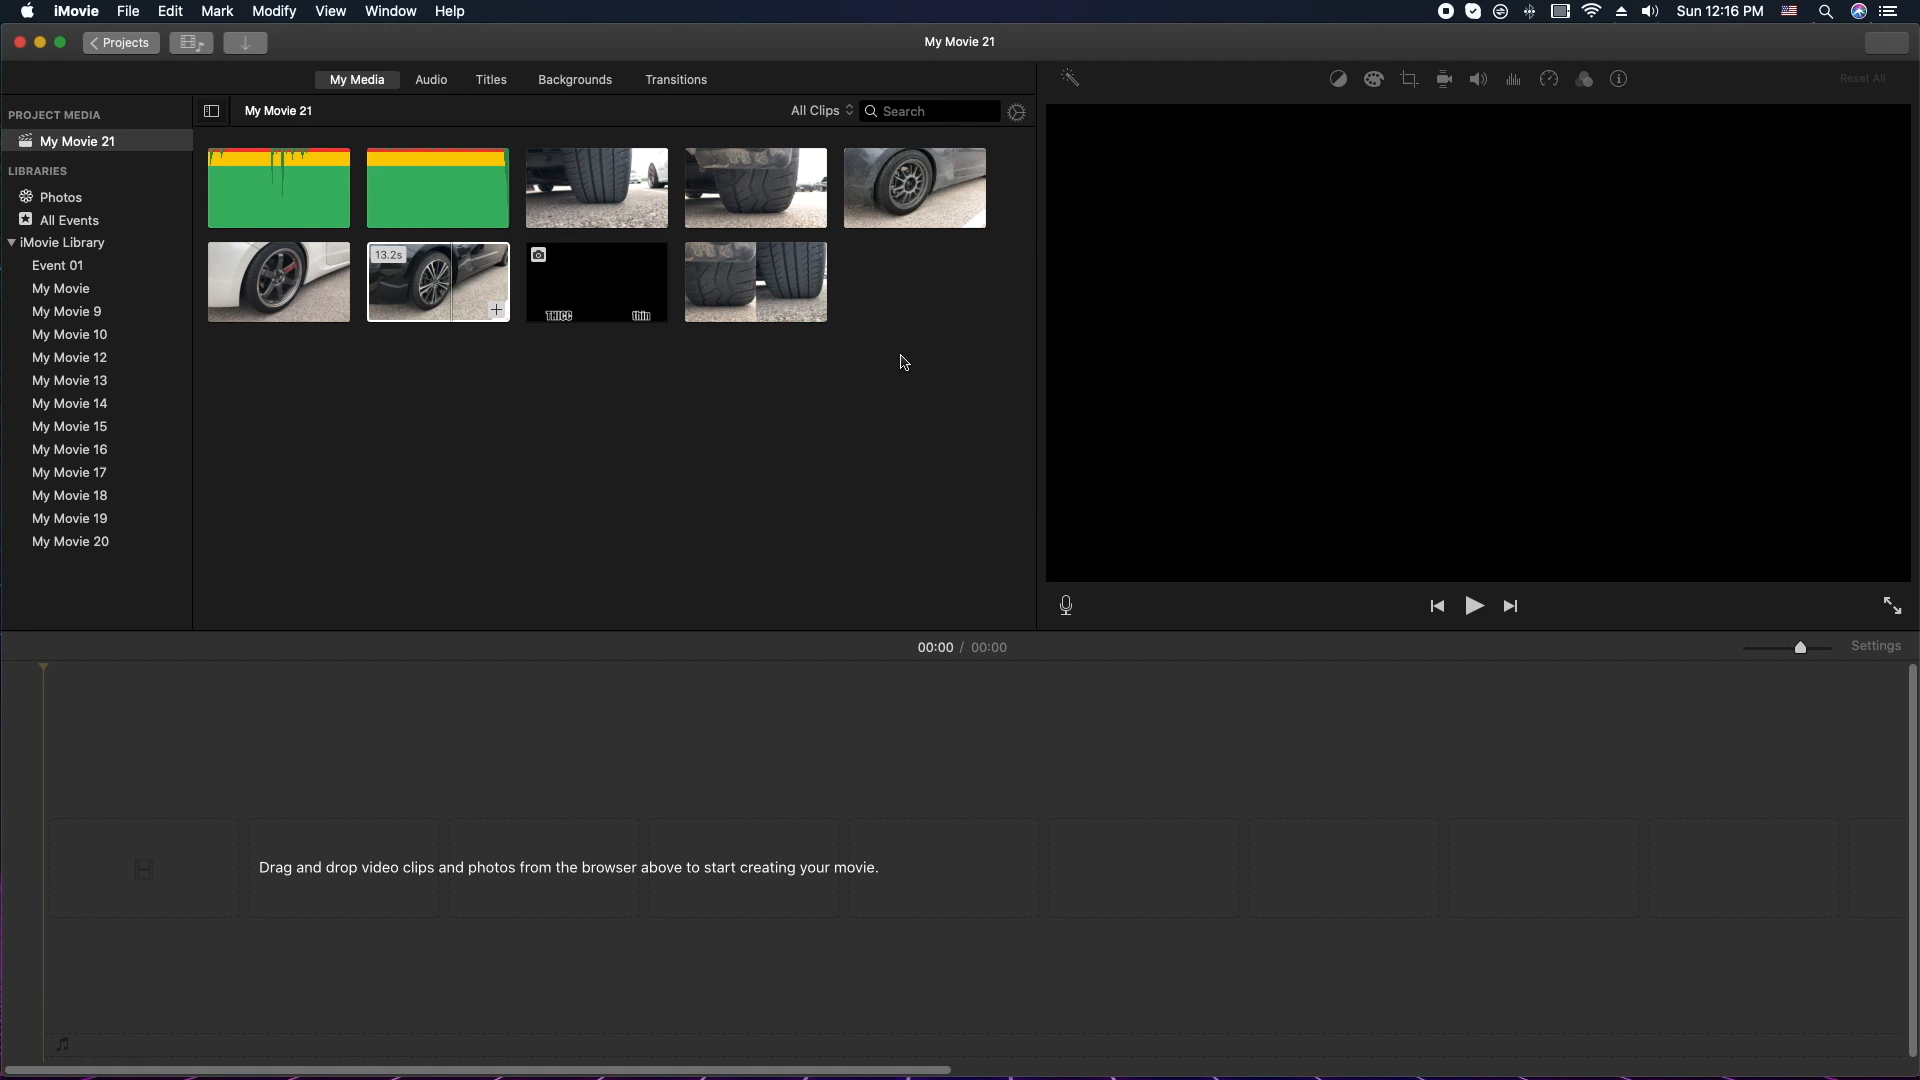 iMovie File Edit Mark Modify View Window Help
Sun 12:16 PM
Projects
My Movie 21
My Media Audio Titles Backgrounds Transitions
Reset All
PROJECT MEDIA
My Movie 21
LIBRARIES
Photos
All Events
iMovie Library
Event 01
My Movie
My Movie 9
My Movie 10
My Movie 12
My Movie 13
My Movie 14
My Movie 15
My Movie 16
My Movie 17
My Movie 18
My Movie 19
My Movie 20
My Movie 21
All Clips
Search
13.2s
THICC thin
00:00 / 00:00
Settings
Drag and drop video clips and photos from the browser above to start creating your movie.